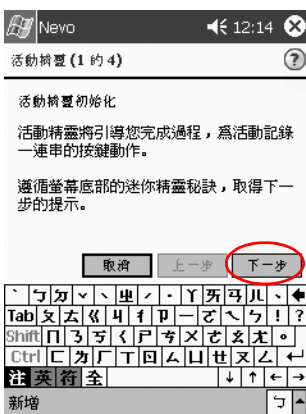 Nevo 12:14
活動精靈 (1 的 4)
活動精靈初始化
活動精靈將引導您完成過程，爲活動記錄
一連串的按鍵動作。
遵循螢幕底部的迷你精靈秘訣，取得下一
步的提示。
取消 上一步 下一步
ˋ ㄅ ㄉ ˇ ˋ ㄓ ˊ ˙ ㄚ ㄞ ㄢ ㄦ 、
Tab ㄆ ㄊ ㄍ ㄐ ㄔ ㄗ ㄧ ㄛ ㄟ ㄣ ! ?
Shift ㄇ ㄋ ㄎ ㄑ ㄕ ㄘ ㄨ ㄜ ㄠ ㄤ 。
Ctrl ㄈ ㄌ ㄏ ㄒ ㄖ ㄙ ㄩ ㄝ ㄡ ㄥ ↵
注 英 符 全 ↓ ↑ ← →
新增 ㄅ